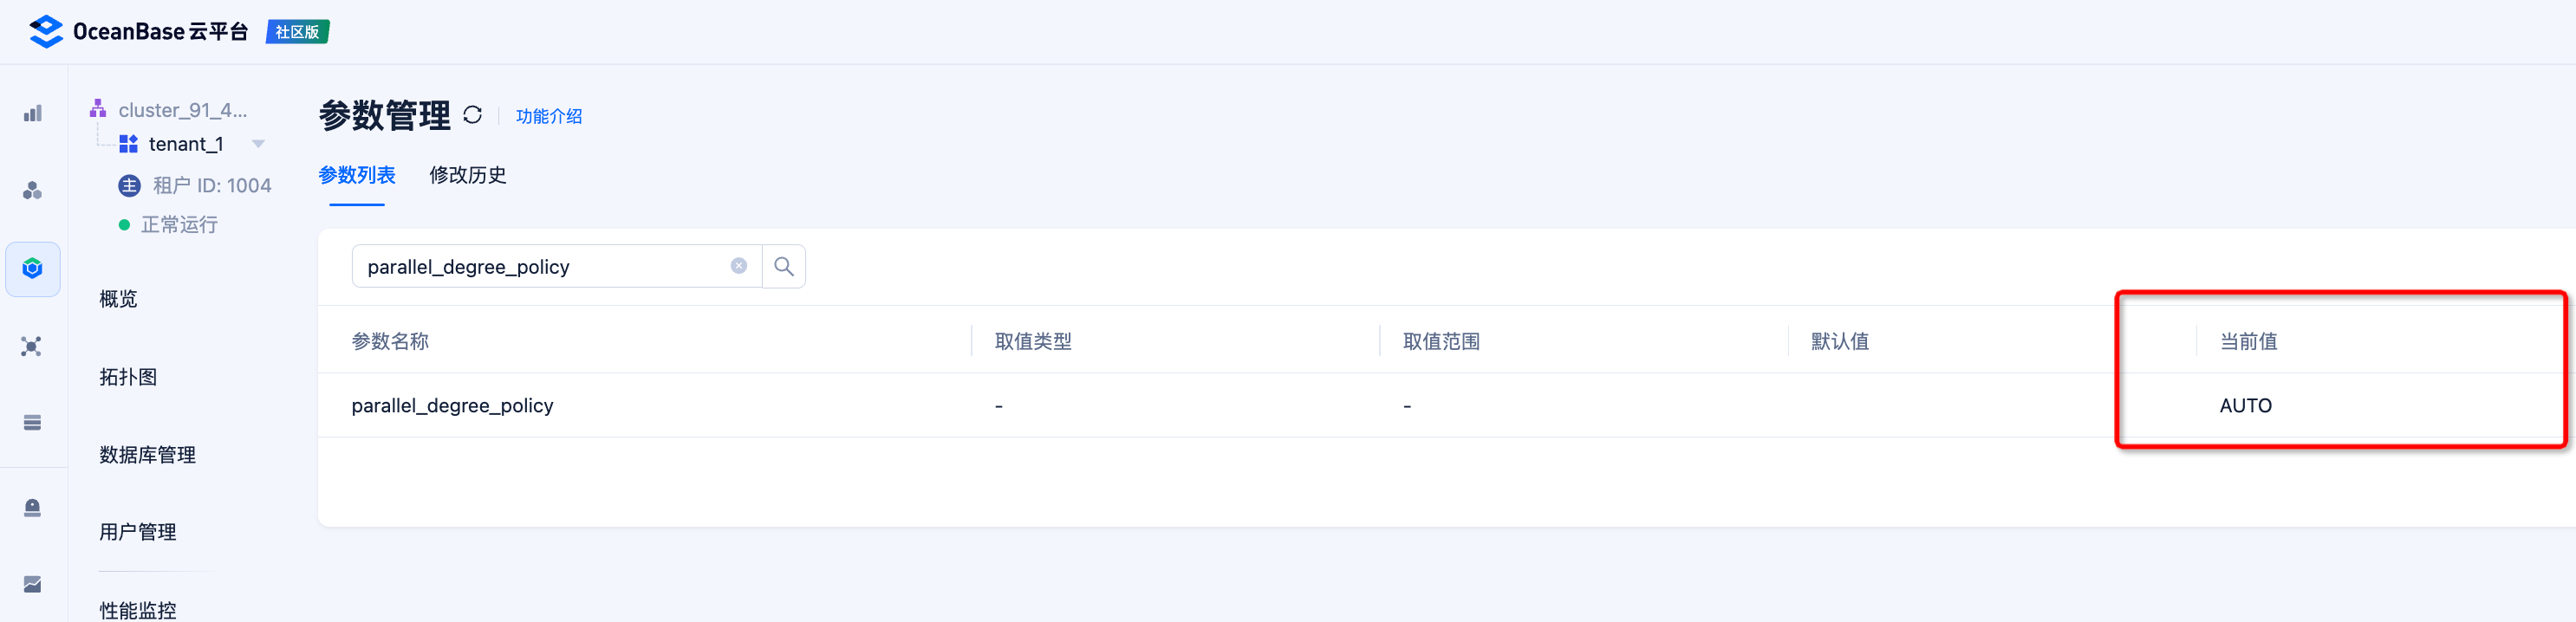 OceanBase 云平台 社区版
cluster_91_4...
tenant_1
主 租户 ID: 1004
正常运行
概览
拓扑图
数据库管理
用户管理
性能监控
参数管理 功能介绍
参数列表 修改历史
parallel_degree_policy
参数名称 取值类型 取值范围 默认值 当前值
parallel_degree_policy - - AUTO